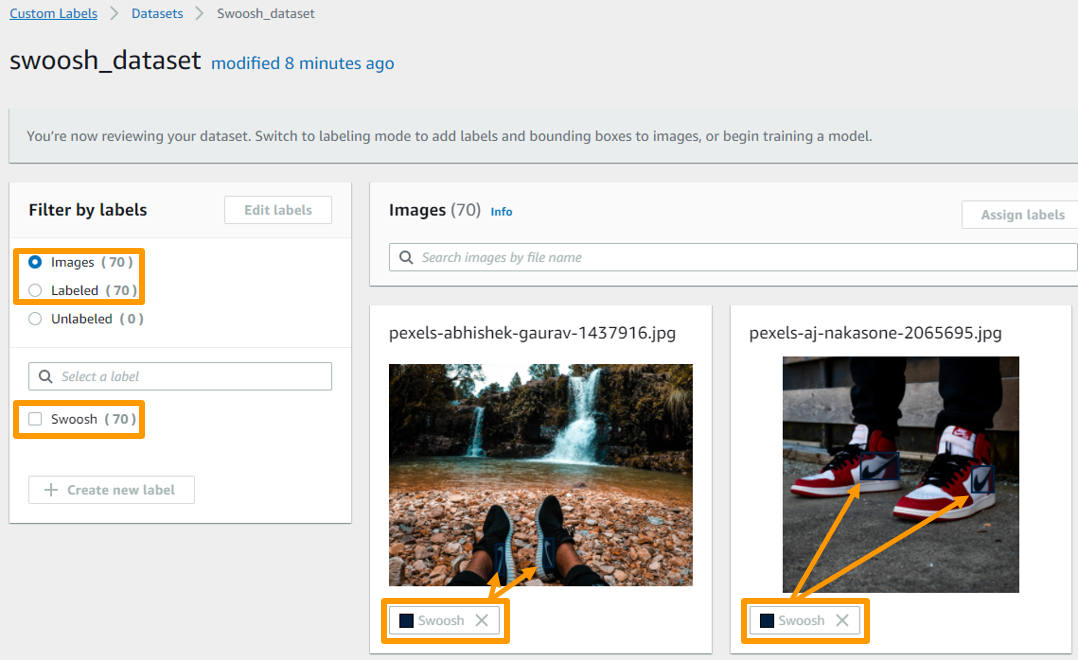 Custom Labels > Datasets > Swoosh_dataset
swoosh_dataset modified 8 minutes ago
You're now reviewing your dataset. Switch to labeling mode to add labels and bounding boxes to images, or begin training a model.
Filter by labels
Edit labels
Images ( 70 )
Labeled ( 70 )
Unlabeled ( 0 )
Select a label
Swoosh ( 70 )
+ Create new label
Images (70) Info
Assign labels
Search images by file name
pexels-abhishek-gaurav-1437916.jpg
Swoosh
pexels-aj-nakasone-2065695.jpg
Swoosh